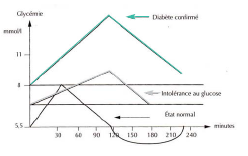 Glycémie
Diabète confirmé
mmol/l
11
8
Intolérance au glucose
État normal
5.5
30 60 90 120 150 180 210 240 minutes